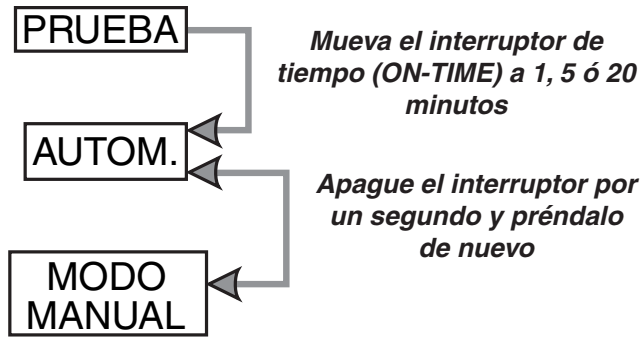 PRUEBA
Mueva el interruptor de
tiempo (ON-TIME) a 1, 5 ó 20
minutos
AUTOM.
Apague el interruptor por
un segundo y préndalo
de nuevo
MODO
MANUAL